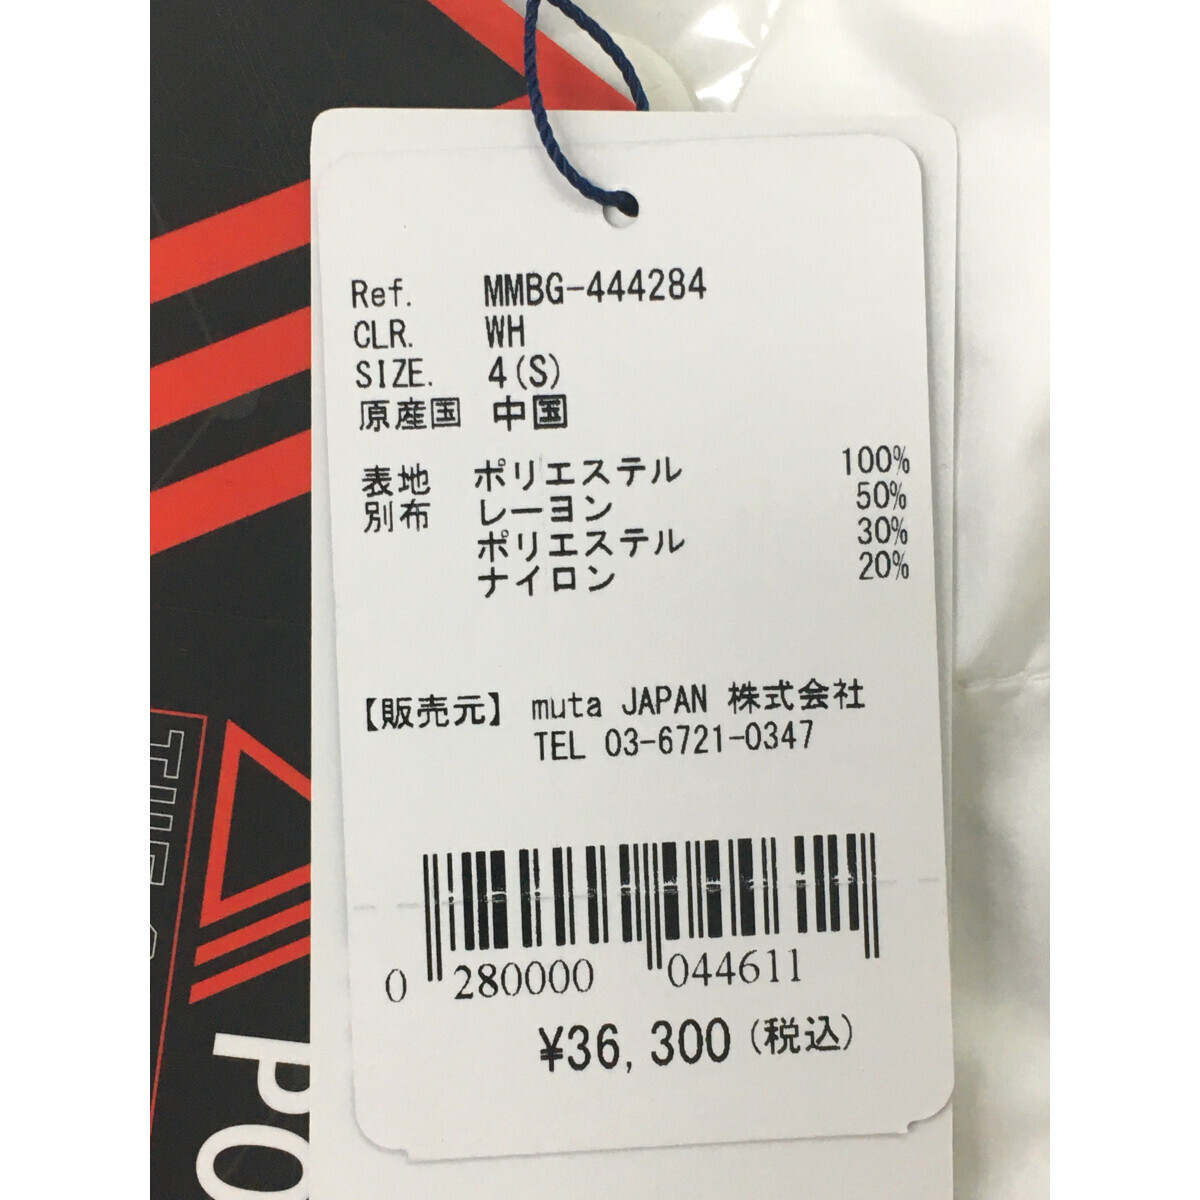 Ref. MMBG-444284
CLR. WH
SIZE. 4(S)
原産国 中国
表地 ポリエステル 100%
別布 レーヨン 50%
ポリエステル 30%
ナイロン 20%
【販売元】 muta JAPAN 株式会社
TEL 03-6721-0347
0 280000 044611
¥36,300(税込)
THE
PO